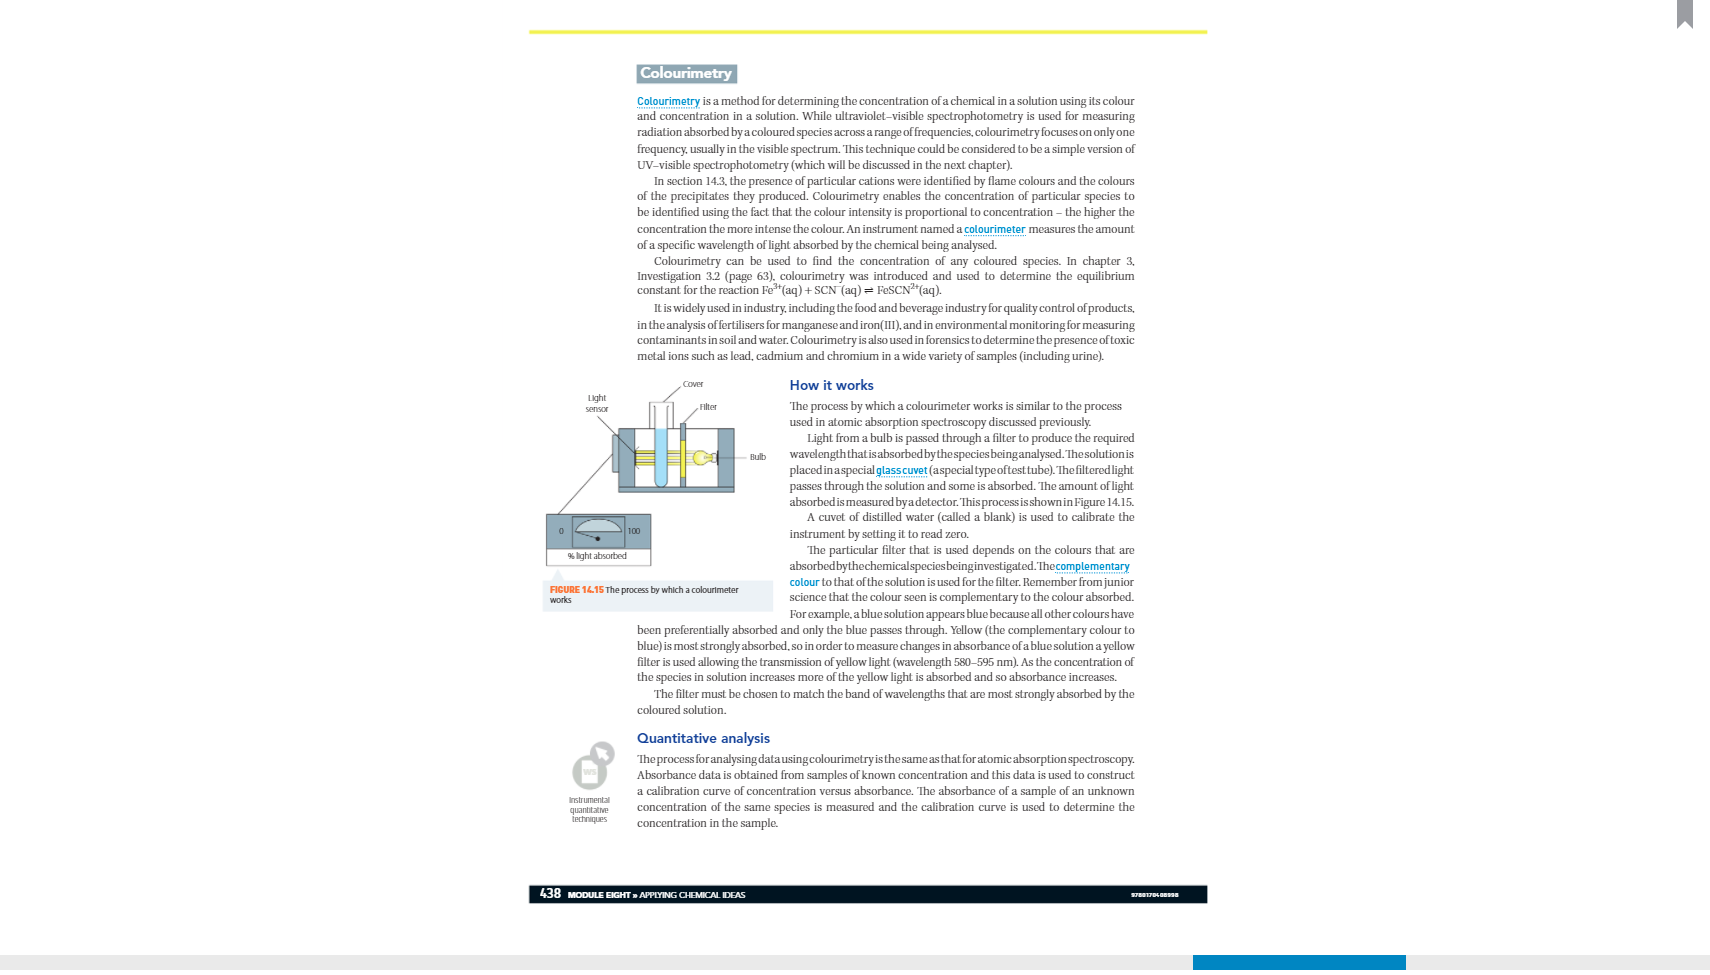 Colourimetry
Colourimetry is a method for determining the concentration of a chemical in a solution using its colour
and concentration in a solution. While ultraviolet–visible spectrophotometry is used for measuring
radiation absorbed by a coloured species across a range of frequencies, colourimetry focuses on only one
frequency, usually in the visible spectrum. This technique could be considered to be a simple version of
UV–visible spectrophotometry (which will be discussed in the next chapter).
In section 14.3, the presence of particular cations were identified by flame colours and the colours
of the precipitates they produced. Colourimetry enables the concentration of particular species to
be identified using the fact that the colour intensity is proportional to concentration – the higher the
concentration the more intense the colour. An instrument named a colourimeter measures the amount
of a specific wavelength of light absorbed by the chemical being analysed.
Colourimetry can be used to find the concentration of any coloured species. In chapter 3,
Investigation 3.2 (page 63), colourimetry was introduced and used to determine the equilibrium
constant for the reaction Fe³⁺(aq) + SCN⁻(aq) ⇌ FeSCN²⁺(aq).
It is widely used in industry, including the food and beverage industry for quality control of products,
in the analysis of fertilisers for manganese and iron(III), and in environmental monitoring for measuring
contaminants in soil and water. Colourimetry is also used in forensics to determine the presence of toxic
metal ions such as lead, cadmium and chromium in a wide variety of samples (including urine).
Cover
Light
sensor
Filter
Bulb
0
100
% light absorbed
FIGURE 14.15 The process by which a colourimeter
works
How it works
The process by which a colourimeter works is similar to the process
used in atomic absorption spectroscopy discussed previously.
Light from a bulb is passed through a filter to produce the required
wavelength that is absorbed by the species being analysed. The solution is
placed in a special glass cuvet (a special type of test tube). The filtered light
passes through the solution and some is absorbed. The amount of light
absorbed is measured by a detector. This process is shown in Figure 14.15.
A cuvet of distilled water (called a blank) is used to calibrate the
instrument by setting it to read zero.
The particular filter that is used depends on the colours that are
absorbed by the chemical species being investigated. The complementary
colour to that of the solution is used for the filter. Remember from junior
science that the colour seen is complementary to the colour absorbed.
For example, a blue solution appears blue because all other colours have
been preferentially absorbed and only the blue passes through. Yellow (the complementary colour to
blue) is most strongly absorbed, so in order to measure changes in absorbance of a blue solution a yellow
filter is used allowing the transmission of yellow light (wavelength 580–595 nm). As the concentration of
the species in solution increases more of the yellow light is absorbed and so absorbance increases.
The filter must be chosen to match the band of wavelengths that are most strongly absorbed by the
coloured solution.
Quantitative analysis
The process for analysing data using colourimetry is the same as that for atomic absorption spectroscopy.
Absorbance data is obtained from samples of known concentration and this data is used to construct
a calibration curve of concentration versus absorbance. The absorbance of a sample of an unknown
concentration of the same species is measured and the calibration curve is used to determine the
concentration in the sample.
WS
Instrumental
quantitative
techniques
438 MODULE EIGHT » APPLYING CHEMICAL IDEAS
9780170408998